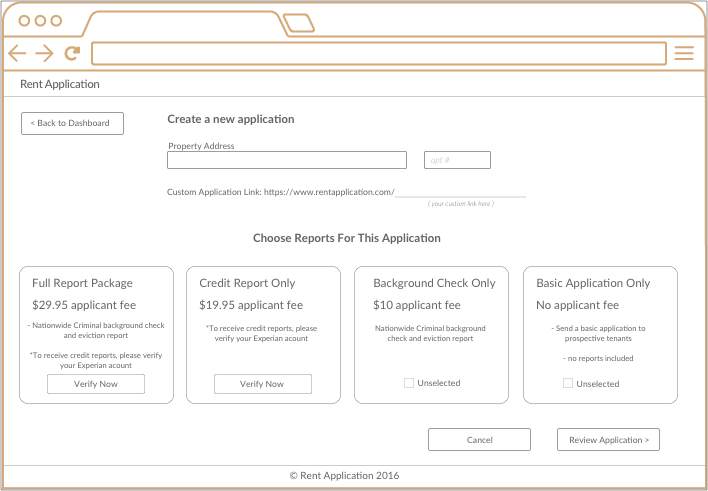 Rent Application
< Back to Dashboard
Create a new application
Property Address
apt #
Custom Application Link: https://www.rentapplication.com/
( your custom link here )
Choose Reports For This Application
Full Report Package
$29.95 applicant fee
- Nationwide Criminal background check
and eviction report
*To receive credit reports, please verify
your Experian acount
Verify Now
Credit Report Only
$19.95 applicant fee
*To receive credit reports, please
verify your Experian acount
Verify Now
Background Check Only
$10 applicant fee
Nationwide Criminal background
check and eviction report
Unselected
Basic Application Only
No applicant fee
- Send a basic application to
prospective tenants
- no reports included
Unselected
Cancel
Review Application >
© Rent Application 2016